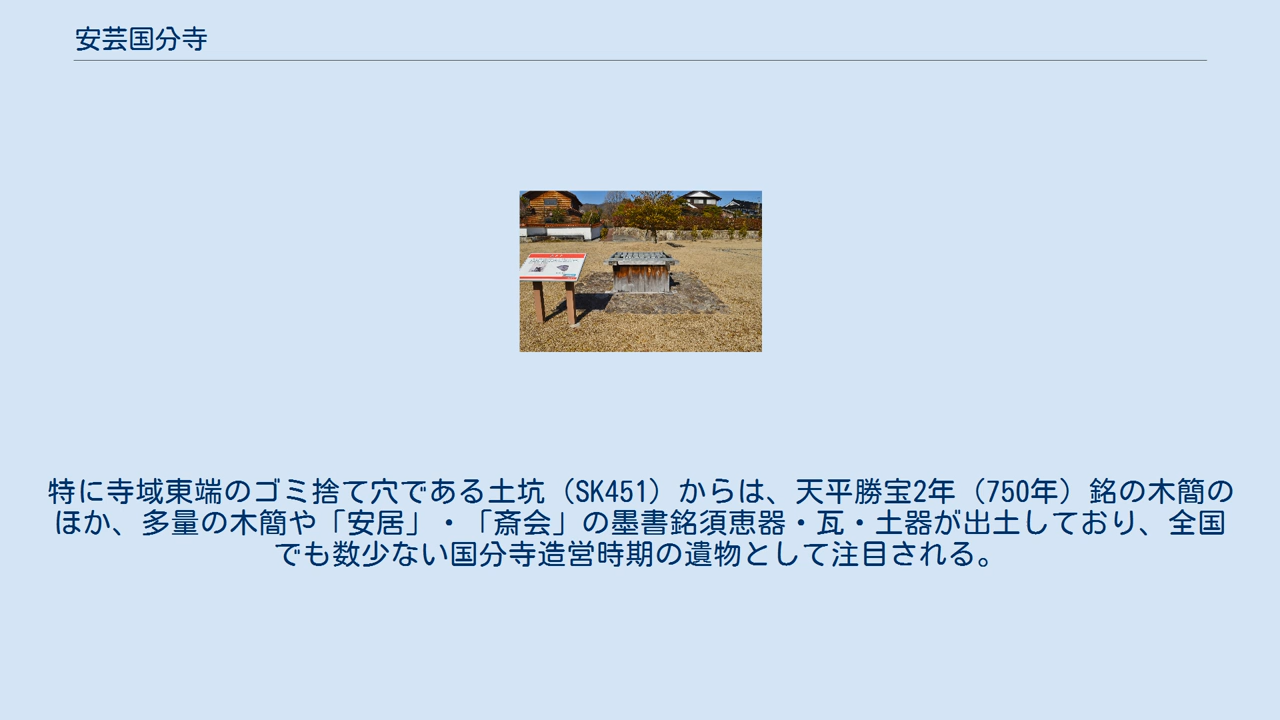 安芸国分寺
特に寺域東端のゴミ捨て穴である土坑（SK451）からは、天平勝宝2年（750年）銘の木簡の
ほか、多量の木簡や「安居」・「斎会」の墨書銘須恵器・瓦・土器が出土しており、全国
でも数少ない国分寺造営時期の遺物として注目される。